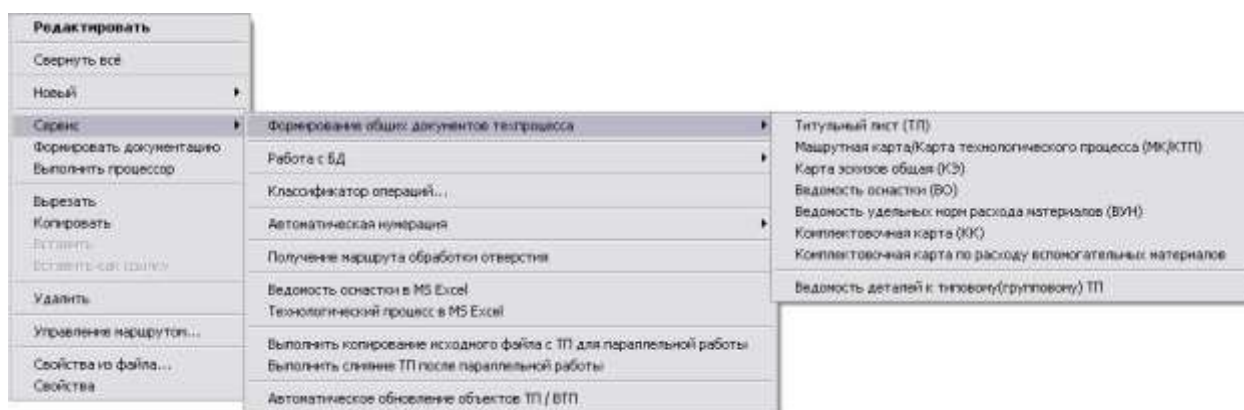 Редактировать
Свернуть всё
Новый
Сервис
Формировать документацию
Выполнить процессор
Вырезать
Копировать
Вставить
Вставить как ссылку
Удалить
Управление маршрутом...
Свойства из файла...
Свойства
Формирование общих документов техпроцесса
Работа с БД
Классификатор операций...
Автоматическая нумерация
Получение маршрута обработки отверстия
Ведомость оснастки в MS Excel
Технологический процесс в MS Excel
Выполнить копирование исходного файла с ТП для параллельной работы
Выполнить слияние ТП после параллельной работы
Автоматическое обновление объектов ТП / ВТП
Титульный лист (ТЛ)
Машрутная карта/Карта технологического процесса (МК/КТП)
Карта эскизов общая (КЭ)
Ведомость оснастки (ВО)
Ведомость удельных норм расхода материалов (ВУН)
Комплектовочная карта (КК)
Комплектовочная карта по расходу вспомогательных материалов
Ведомость деталей к типовому(групповому) ТП